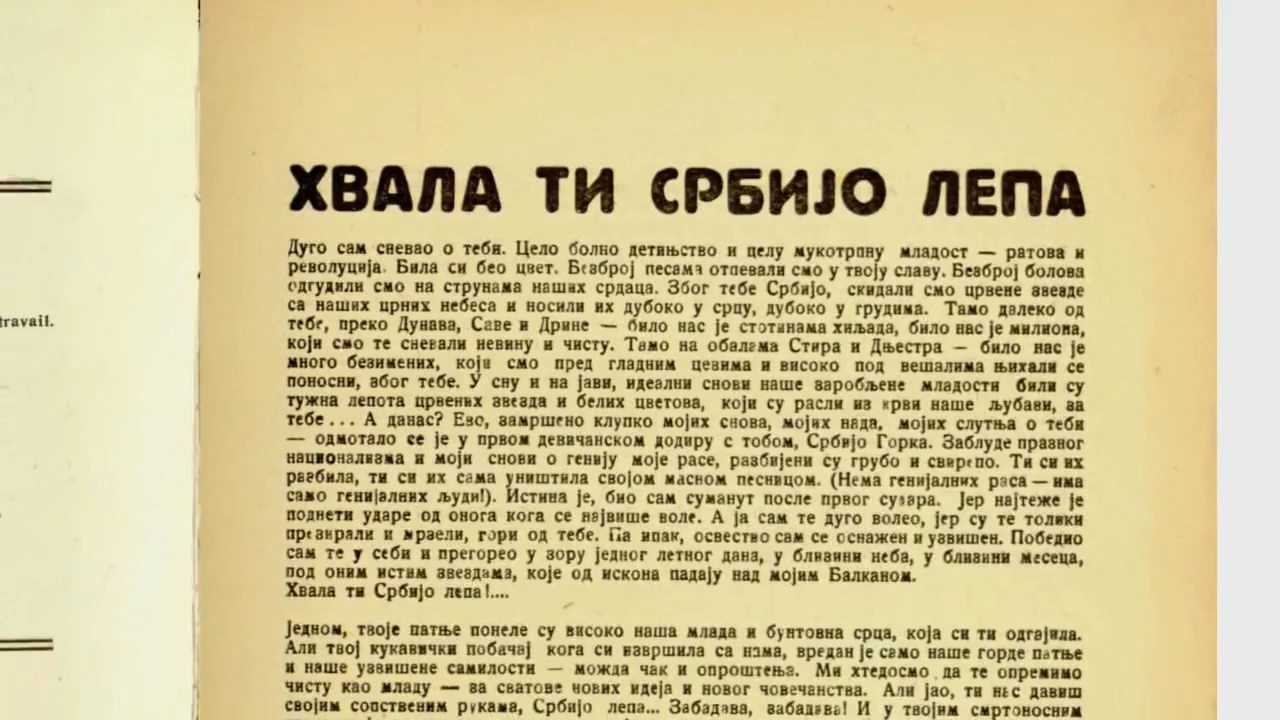 ravail.
ХВАЛА ТИ СРБИЈО ЛЕПА
Дуго сам сневао о теби. Цело болно детињство и целу мукотрпну младост — ратова и
револуција. Била си бео цвет. Безброј песама отпевали смо у твоју славу. Безброј болова
одгудили смо на струнама наших срдаца. Због тебе Србијо, скидали смо црвене звезде
са наших црних небеса и носили их дубоко у срцу, дубоко у грудима. Тамо далеко од
тебе, преко Дунава, Саве и Дрине — било нас је стотинама хиљада, било нас је милиона,
који смо те сневали невину и чисту. Тамо на обалама Стира и Дњестра — било нас је
много безимених, који смо пред гладним цевима и високо под вешалима њихали се
поносни, због тебе. У сну и на јави, идеални снови наше заробљене младости били су
тужна лепота црвених звезда и белих цветова, који су расли из крви наше љубави, за
тебе... А данас? Ево, замршено клупко мојих снова, мојих нада, мојих слутња о теби
— одмотало се је у првом девичанском додиру с тобом, Србијо Горка. Заблуде празног
национализма и моји снови о генију моје расе, разбијени су грубо и свирепо. Ти си их
разбила, ти си их сама уништила својом масном песницом. (Нема генијалних раса — има
само генијалних људи!). Истина је, био сам суманут после првог судара. Јер најтеже је
поднети ударе од онога кога се највише воле. А ја сам те дуго волео, јер су те толики
презирали и мрзели, гори од тебе. Па ипак, освестио сам се оснажен и узвишен. Победио
сам те у себи и прегорео у зору једног летног дана, у близини неба, у близини месеца,
под оним истим звездама, које од искона падају над мојим Балканом.
Хвала ти Србијо лепа!....
Једном, твоје патње понеле су високо наша млада и бунтовна срца, која си ти одгајила.
Али твој кукавички побачај кога си извршила са нама, вредан је само наше горде патње
и наше узвишене самилости — можда чак и опроштења. Ми хтедосмо да те опремимо
чисту као младу — за сватове нових идеја и новог човечанства. Али јао, ти нас давиш
својим сопственим рукама, Србијо лепа... Забадава, забадава! И у твојим смртоносним